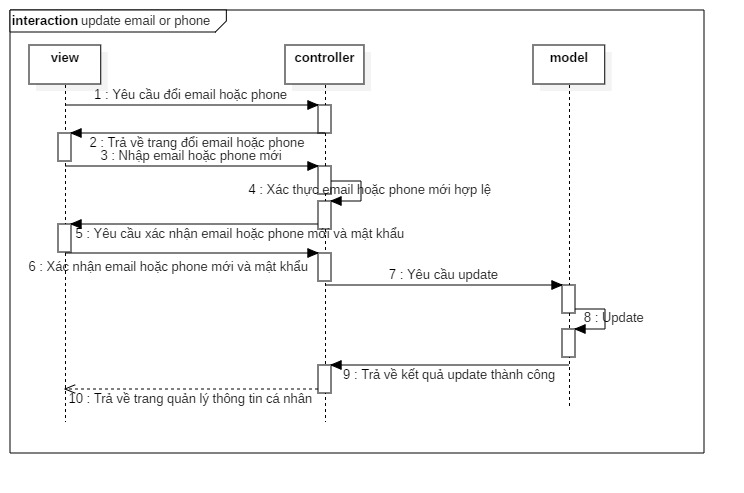 interaction update email or phone
view
controller
model
1 : Yêu cầu đổi email hoặc phone
2 : Trả về trang đổi email hoặc phone
3 : Nhập email hoặc phone mới
4 : Xác thực email hoặc phone mới hợp lệ
5 : Yêu cầu xác nhận email hoặc phone mới và mật khẩu
6 : Xác nhận email hoặc phone mới và mật khẩu
7 : Yêu cầu update
8 : Update
9 : Trả về kết quả update thành công
10 : Trả về trang quản lý thông tin cá nhân